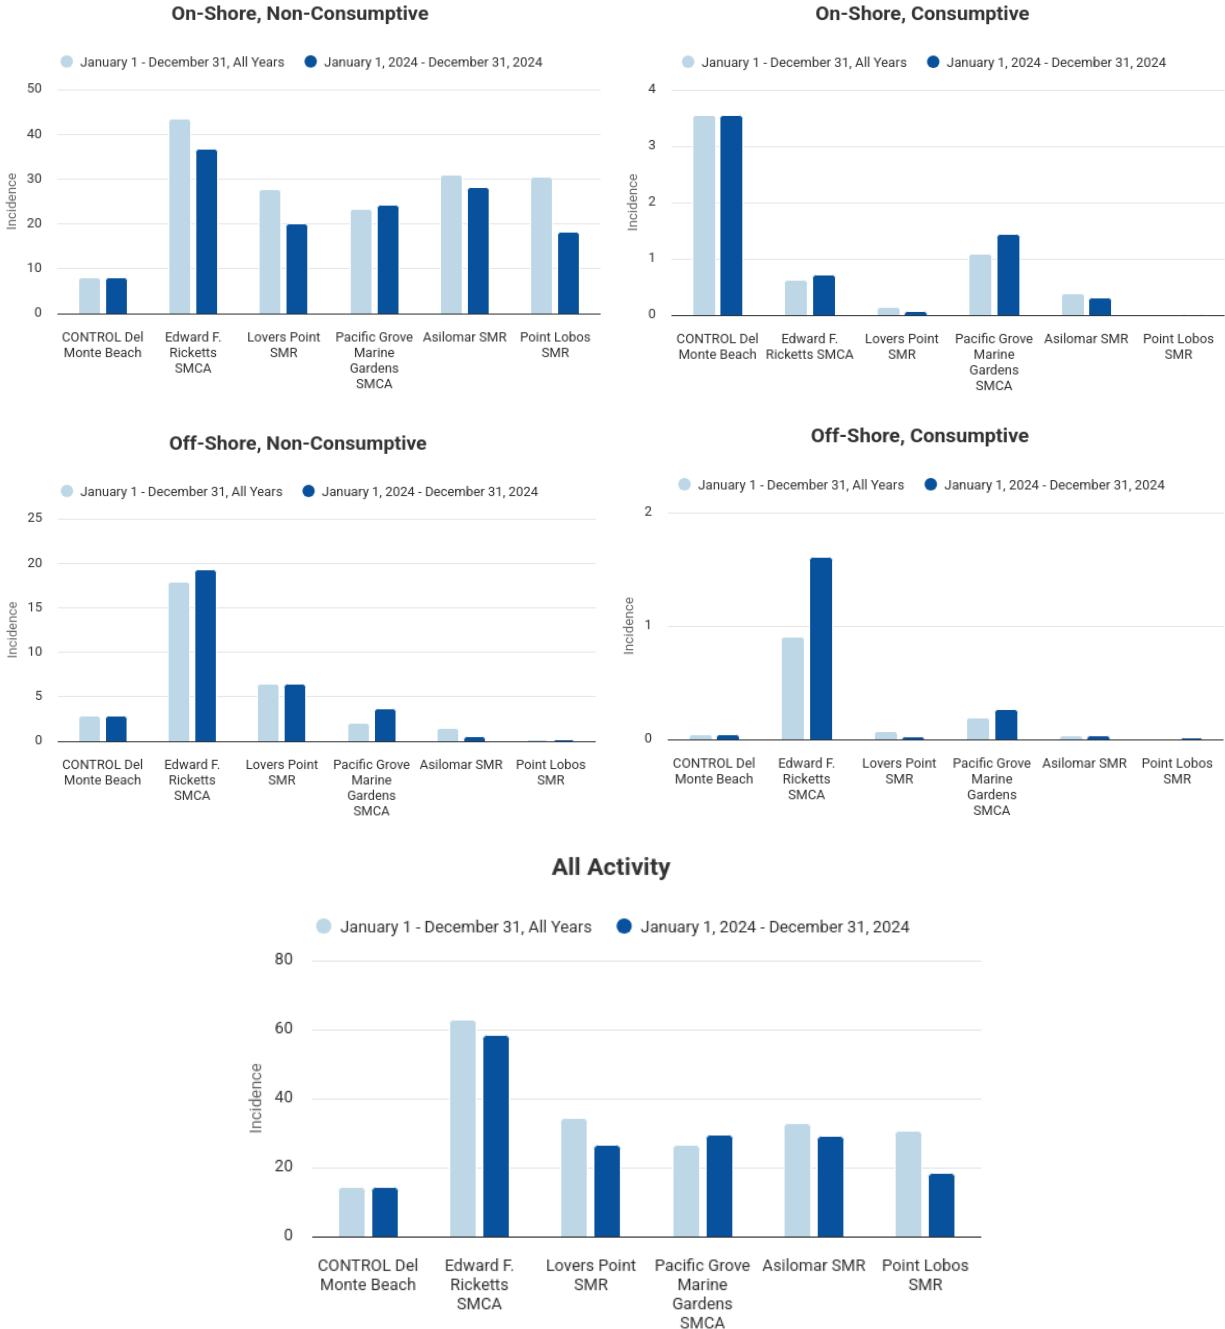 On-Shore, Non-Consumptive
January 1 - December 31, All Years
January 1, 2024 - December 31, 2024
50
40
30
20
10
0
Incidence
CONTROL Del
Monte Beach
Edward F.
Ricketts
SMCA
Lovers Point
SMR
Pacific Grove
Marine
Gardens
SMCA
Asilomar SMR
Point Lobos
SMR
On-Shore, Consumptive
January 1 - December 31, All Years
January 1, 2024 - December 31, 2024
4
3
2
1
0
Incidence
CONTROL Del
Monte Beach
Edward F.
Ricketts SMCA
Lovers Point
SMR
Pacific Grove
Marine
Gardens
SMCA
Asilomar SMR
Point Lobos
SMR
Off-Shore, Non-Consumptive
January 1 - December 31, All Years
January 1, 2024 - December 31, 2024
25
20
15
10
5
0
Incidence
CONTROL Del
Monte Beach
Edward F.
Ricketts
SMCA
Lovers Point
SMR
Pacific Grove
Marine
Gardens
SMCA
Asilomar SMR
Point Lobos
SMR
Off-Shore, Consumptive
January 1 - December 31, All Years
January 1, 2024 - December 31, 2024
2
1
0
Incidence
CONTROL Del
Monte Beach
Edward F.
Ricketts
SMCA
Lovers Point
SMR
Pacific Grove
Marine
Gardens
SMCA
Asilomar SMR
Point Lobos
SMR
All Activity
January 1 - December 31, All Years
January 1, 2024 - December 31, 2024
80
60
40
20
0
Incidence
CONTROL Del
Monte Beach
Edward F.
Ricketts
SMCA
Lovers Point
SMR
Pacific Grove
Marine
Gardens
SMCA
Asilomar SMR
Point Lobos
SMR